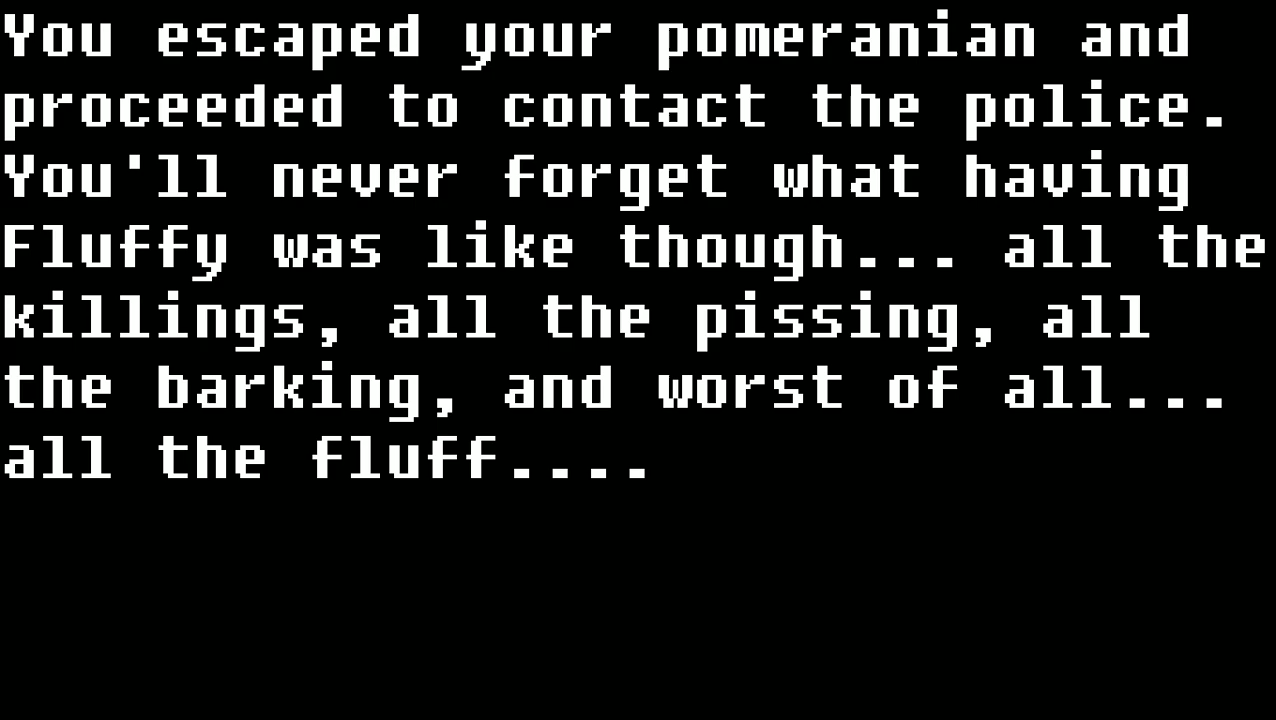 You escaped your pomeranian and
proceeded to contact the police.
You'll never forget what having
Fluffy was like though... all the
killings, all the pissing, all
the barking, and worst of all...
all the fluff....